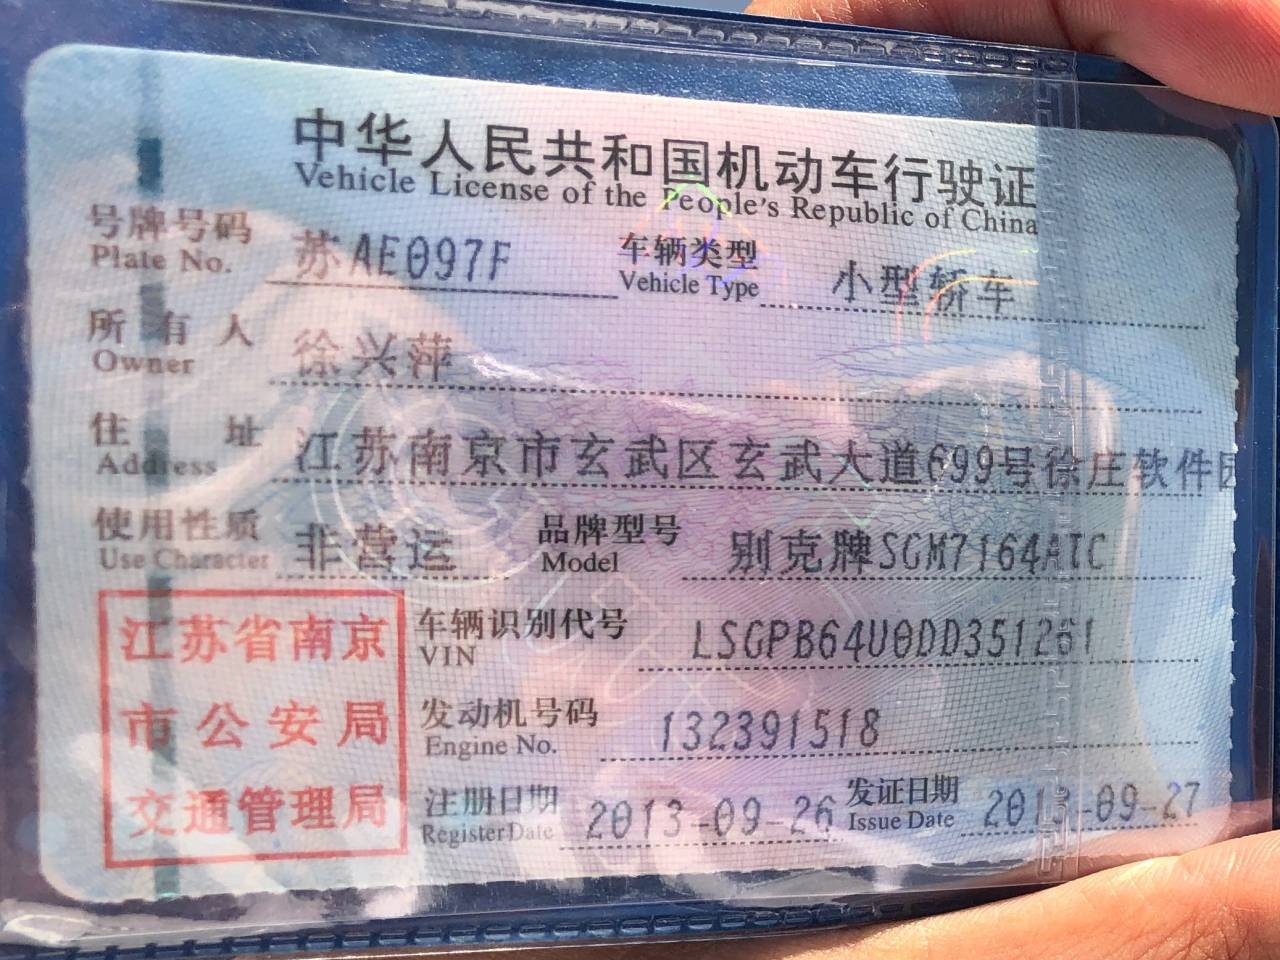 中华人民共和国机动车行驶证
Vehicle License of the People's Republic of China
号牌号码 苏AE097F 车辆类型 小型轿车
Plate No. Vehicle Type
所有人 徐兴萍
Owner
住址 江苏南京市玄武区玄武大道699号徐庄软件园
Address
使用性质 非营运 品牌型号 别克牌SGM7164ATC
Use Character Model
江苏省南京
市公安局
交通管理局
车辆识别代号 LSGPB64U0DD351261
VIN
发动机号码 132391518
Engine No.
注册日期 2013-09-26 发证日期 2013-09-27
Register Date Issue Date